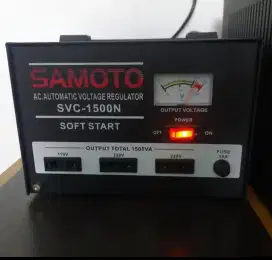 SAMOTO
A.C. AUTOMATIC VOLTAGE REGULATOR
SVC-1500N
SOFT START
OUTPUT VOLTAGE
POWER
OFF ON
OUTPUT TOTAL 1500VA
110V 220V 220V
FUSE